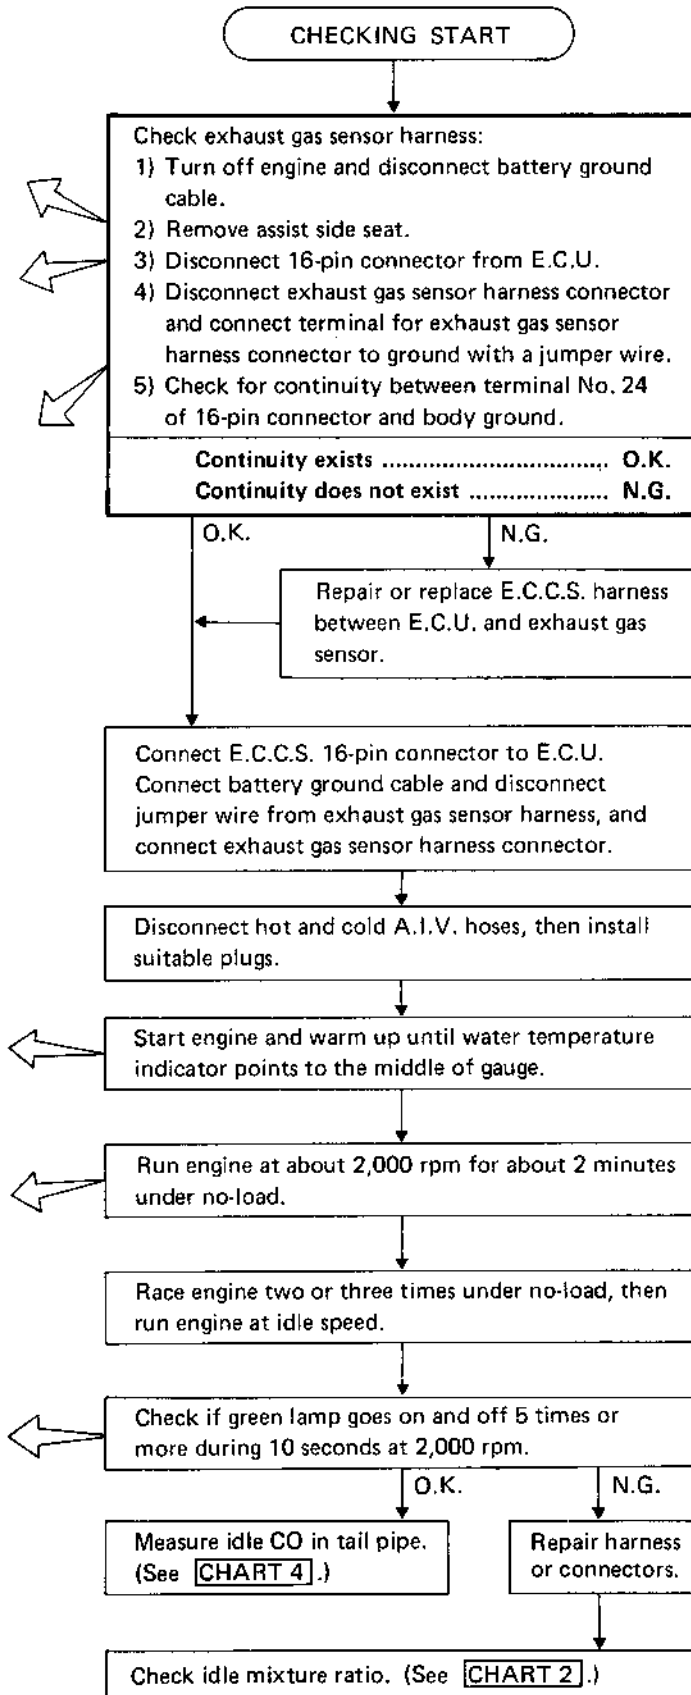 CHECKING START
Check exhaust gas sensor harness:
1) Turn off engine and disconnect battery ground
cable.
2) Remove assist side seat.
3) Disconnect 16-pin connector from E.C.U.
4) Disconnect exhaust gas sensor harness connector
and connect terminal for exhaust gas sensor
harness connector to ground with a jumper wire.
5) Check for continuity between terminal No. 24
of 16-pin connector and body ground.
Continuity exists .................................. O.K.
Continuity does not exist ..................... N.G.
O.K.
N.G.
Repair or replace E.C.C.S. harness
between E.C.U. and exhaust gas
sensor.
Connect E.C.C.S. 16-pin connector to E.C.U.
Connect battery ground cable and disconnect
jumper wire from exhaust gas sensor harness, and
connect exhaust gas sensor harness connector.
Disconnect hot and cold A.I.V. hoses, then install
suitable plugs.
Start engine and warm up until water temperature
indicator points to the middle of gauge.
Run engine at about 2,000 rpm for about 2 minutes
under no-load.
Race engine two or three times under no-load, then
run engine at idle speed.
Check if green lamp goes on and off 5 times or
more during 10 seconds at 2,000 rpm.
O.K.
N.G.
Measure idle CO in tail pipe.
(See CHART 4.)
Repair harness
or connectors.
Check idle mixture ratio. (See CHART 2.)